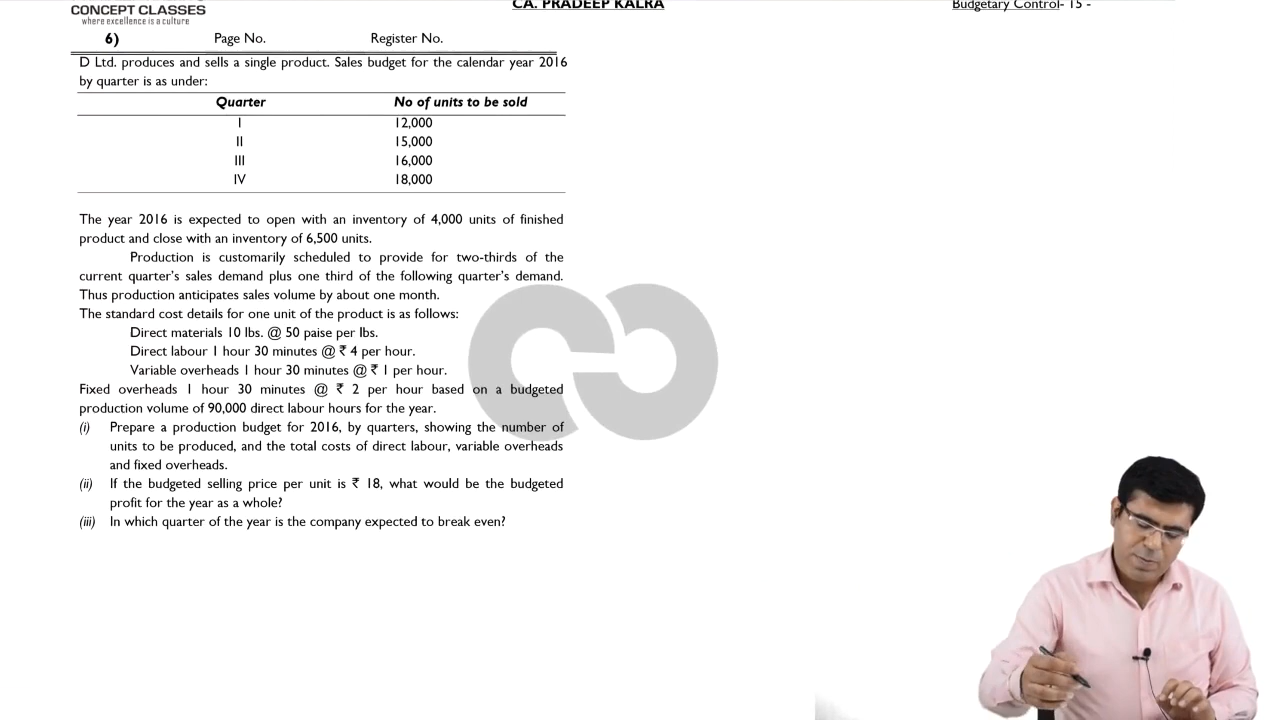 CONCEPT CLASSES
where excellence is a culture
CA. PRADEEP KALRA
Budgetary Control- 15 -
6) Page No. Register No.
D Ltd. produces and sells a single product. Sales budget for the calendar year 2016
by quarter is as under:
Quarter No of units to be sold
I 12,000
II 15,000
III 16,000
IV 18,000
The year 2016 is expected to open with an inventory of 4,000 units of finished
product and close with an inventory of 6,500 units.
Production is customarily scheduled to provide for two-thirds of the
current quarter's sales demand plus one third of the following quarter's demand.
Thus production anticipates sales volume by about one month.
The standard cost details for one unit of the product is as follows:
Direct materials 10 lbs. @ 50 paise per lbs.
Direct labour 1 hour 30 minutes @ ₹ 4 per hour.
Variable overheads 1 hour 30 minutes @ ₹ 1 per hour.
Fixed overheads 1 hour 30 minutes @ ₹ 2 per hour based on a budgeted
production volume of 90,000 direct labour hours for the year.
(i) Prepare a production budget for 2016, by quarters, showing the number of
units to be produced, and the total costs of direct labour, variable overheads
and fixed overheads.
(ii) If the budgeted selling price per unit is ₹ 18, what would be the budgeted
profit for the year as a whole?
(iii) In which quarter of the year is the company expected to break even?